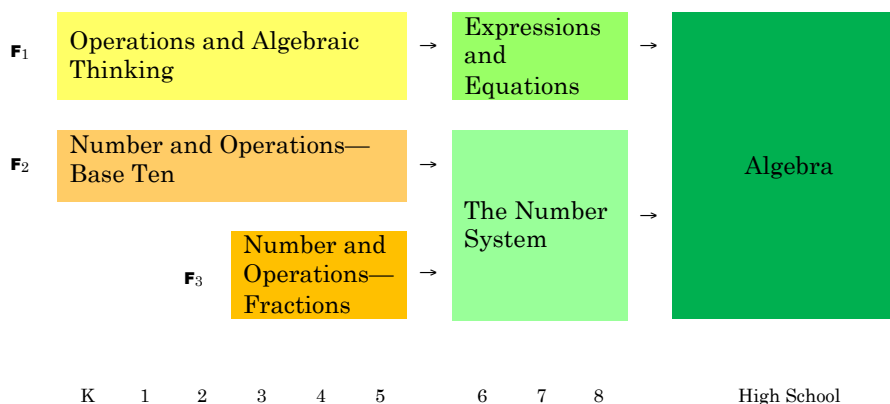 F₁
Operations and Algebraic
Thinking
→
Expressions
and
Equations
→
Algebra
F₂
Number and Operations—
Base Ten
→
The Number
System
→
F₃
Number and
Operations—
Fractions
→
K 1 2 3 4 5 6 7 8 High School